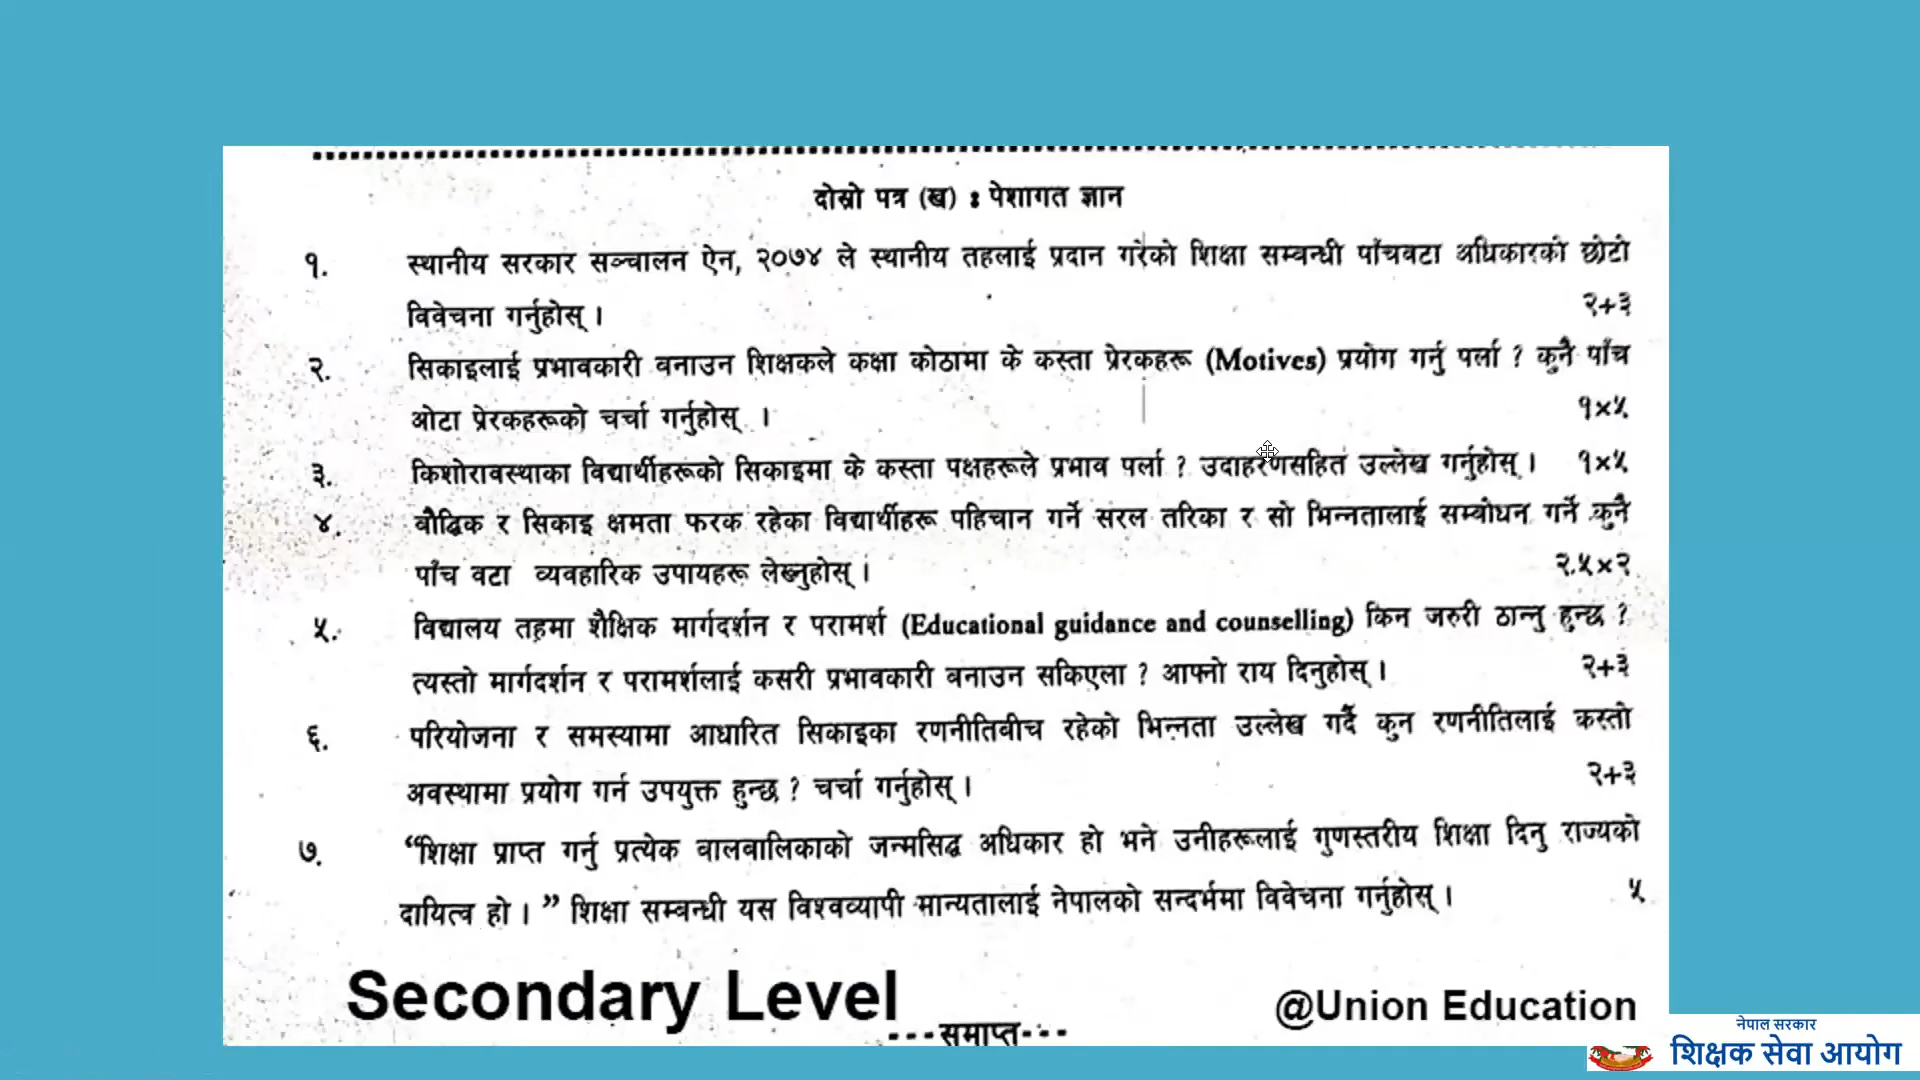 दोस्रो पत्र (ख) : पेशागत ज्ञान
१. स्थानीय सरकार सञ्चालन ऐन, २०७४ ले स्थानीय तहलाई प्रदान गरेको शिक्षा सम्बन्धी पाँचवटा अधिकारको छोटो
विवेचना गर्नुहोस् । २+३
२. सिकाइलाई प्रभावकारी बनाउन शिक्षकले कक्षा कोठामा के कस्ता प्रेरकहरू (Motives) प्रयोग गर्नु पर्ला ? कुनै पाँच
ओटा प्रेरकहरूको चर्चा गर्नुहोस् । १×५
३. किशोरावस्थाका विद्यार्थीहरूको सिकाइमा के कस्ता पक्षहरूले प्रभाव पर्ला ? उदाहरणसहित उल्लेख गर्नुहोस् । १×५
४. बौद्धिक र सिकाइ क्षमता फरक रहेका विद्यार्थीहरू पहिचान गर्ने सरल तरिका र सो भिन्नतालाई सम्बोधन गर्ने कुनै
पाँच वटा व्यवहारिक उपायहरू लेख्नुहोस् । २.५×२
५. विद्यालय तहमा शैक्षिक मार्गदर्शन र परामर्श (Educational guidance and counselling) किन जरुरी ठान्नु हुन्छ ?
त्यस्तो मार्गदर्शन र परामर्शलाई कसरी प्रभावकारी बनाउन सकिएला ? आफ्नो राय दिनुहोस् । २+३
६. परियोजना र समस्यामा आधारित सिकाइका रणनीतिबीच रहेको भिन्नता उल्लेख गर्दै कुन रणनीतिलाई कस्तो
अवस्थामा प्रयोग गर्न उपयुक्त हुन्छ ? चर्चा गर्नुहोस् । २+३
७. “शिक्षा प्राप्त गर्नु प्रत्येक बालबालिकाको जन्मसिद्ध अधिकार हो भने उनीहरूलाई गुणस्तरीय शिक्षा दिनु राज्यको
दायित्व हो । ” शिक्षा सम्बन्धी यस विश्वव्यापी मान्यतालाई नेपालको सन्दर्भमा विवेचना गर्नुहोस् । ५
Secondary Level
@Union Education
---समाप्त---
नेपाल सरकार
शिक्षक सेवा आयोग